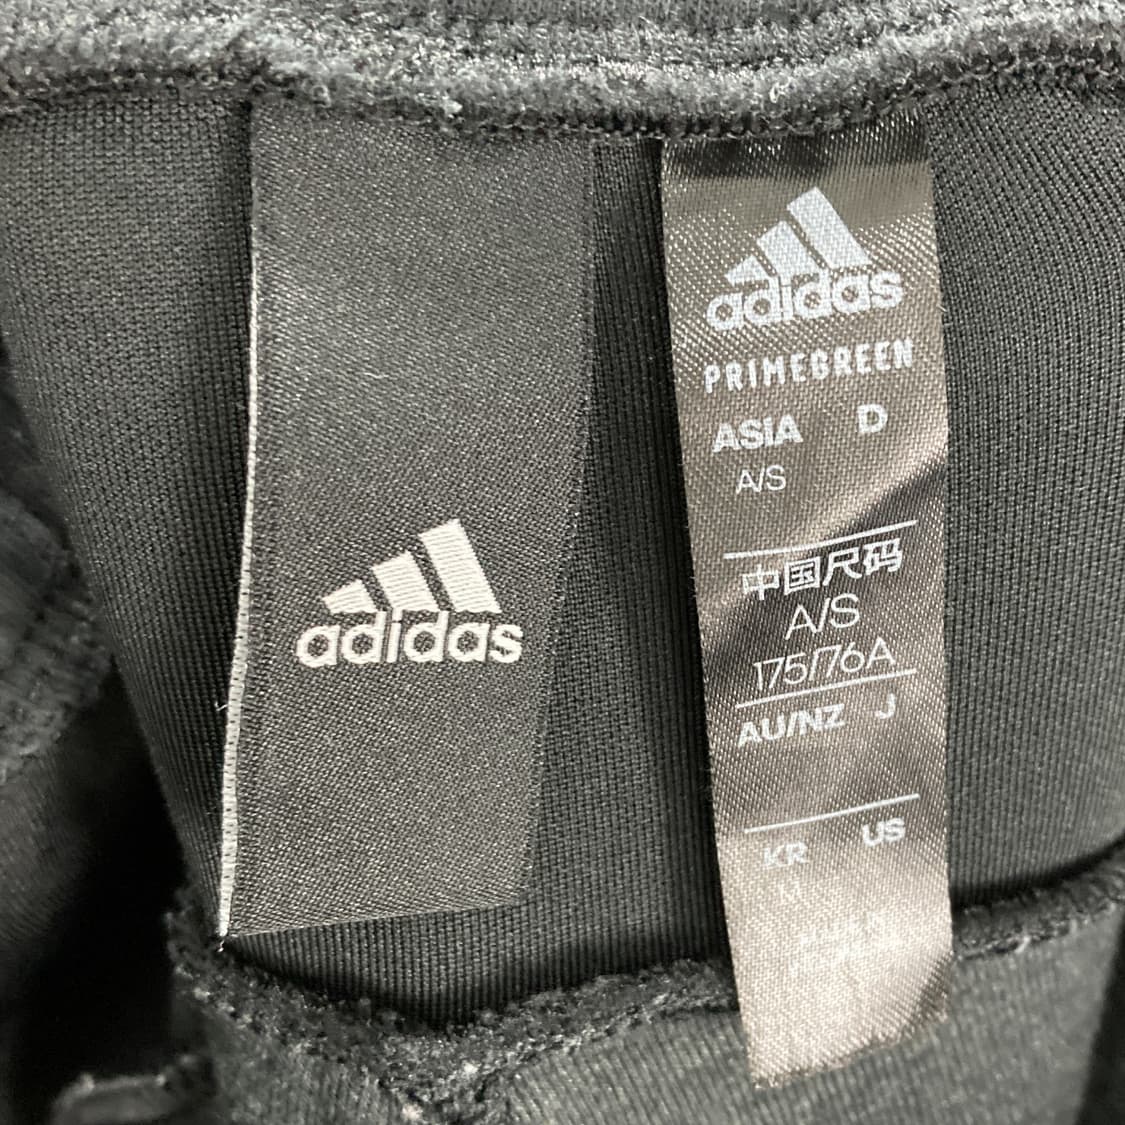 adidas
adidas
PRIMEGREEN
ASIA D
A/S
中国尺码
A/S
175/76A
AU/NZ J
KR US
M